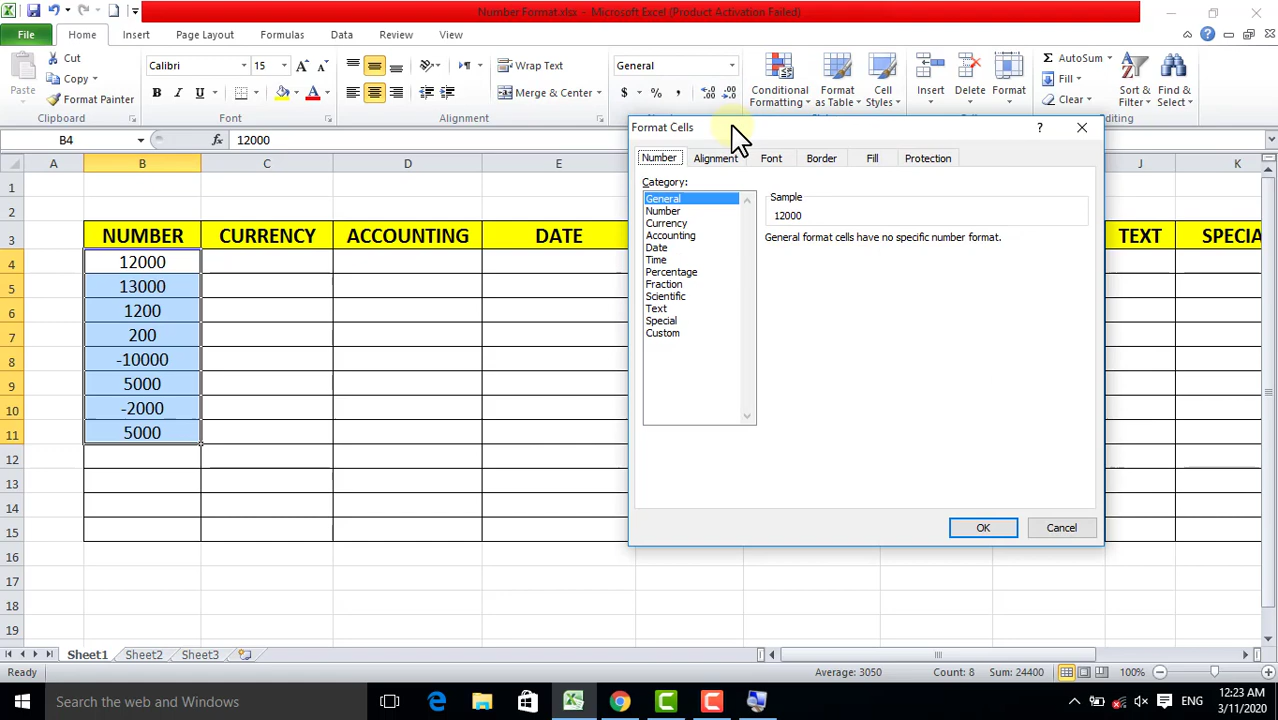 Number Format.xlsx - Microsoft Excel (Product Activation Failed)
File Home Insert Page Layout Formulas Data Review View
Paste
Cut
Copy
Format Painter
Clipboard
Calibri 15
B I U A
Wrap Text
Merge & Center
Alignment
General
$ % ,
Conditional Formatting
Format as Table
Cell Styles
Insert
Delete
Format
AutoSum
Fill
Clear
Sort & Filter
Find & Select
Editing
B4 fx 12000
A B C D E J K
1
2
3 NUMBER CURRENCY ACCOUNTING DATE TEXT SPECIA
4 12000
5 13000
6 1200
7 200
8 -10000
9 5000
10 -2000
11 5000
12
13
14
15
16
17
18
19
Format Cells
Number Alignment Font Border Fill Protection
Category:
General
Number
Currency
Accounting
Date
Time
Percentage
Fraction
Scientific
Text
Special
Custom
Sample
12000
General format cells have no specific number format.
OK Cancel
Sheet1 Sheet2 Sheet3
Ready Average: 3050 Count: 8 Sum: 24400 100%
Search the web and Windows
ENG
12:23 AM
3/11/2020